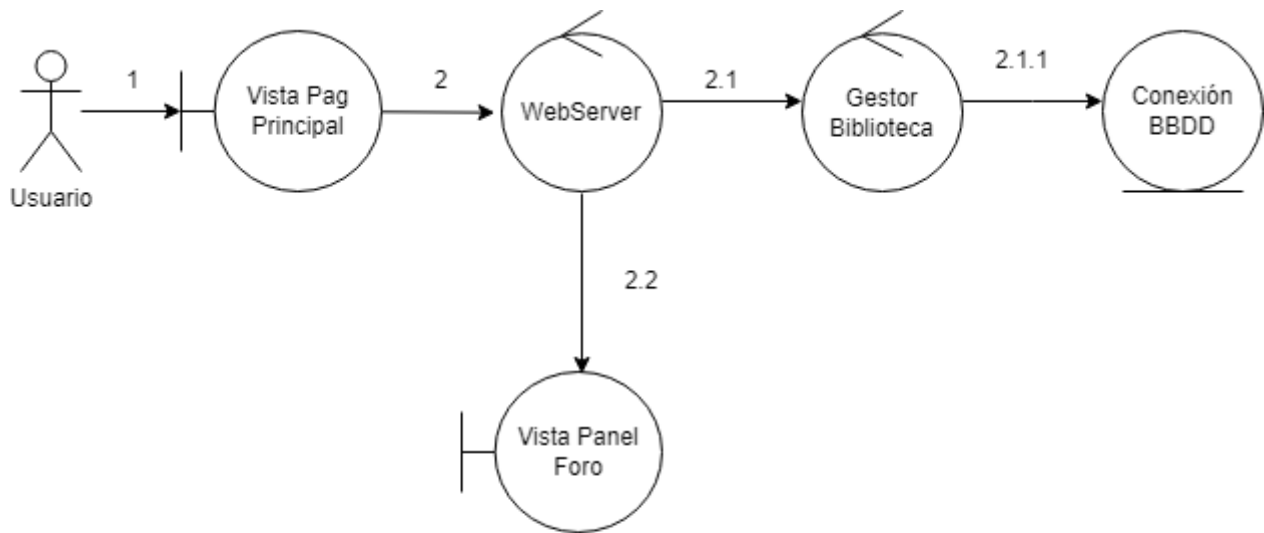 1
2
2.1
2.1.1
Usuario
Vista Pag
Principal
WebServer
Gestor
Biblioteca
Conexión
BBDD
2.2
Vista Panel
Foro